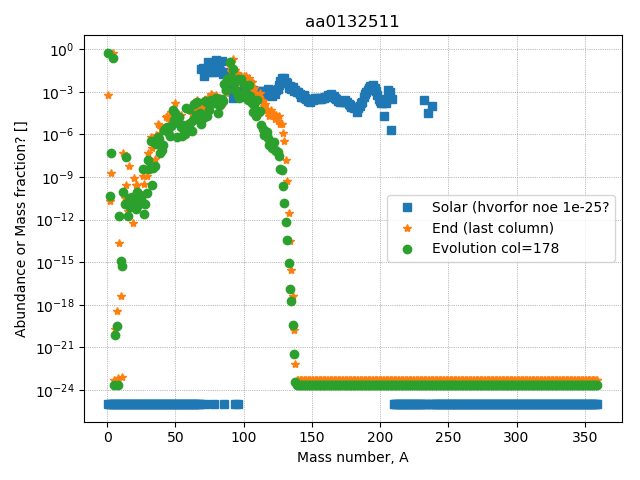 aa0132511
10^0
10^-3
10^-6
10^-9
10^-12
10^-15
10^-18
10^-21
10^-24
Abundance or Mass fraction? []
Solar (hvorfor noe 1e-25?
End (last column)
Evolution col=178
0 50 100 150 200 250 300 350
Mass number, A